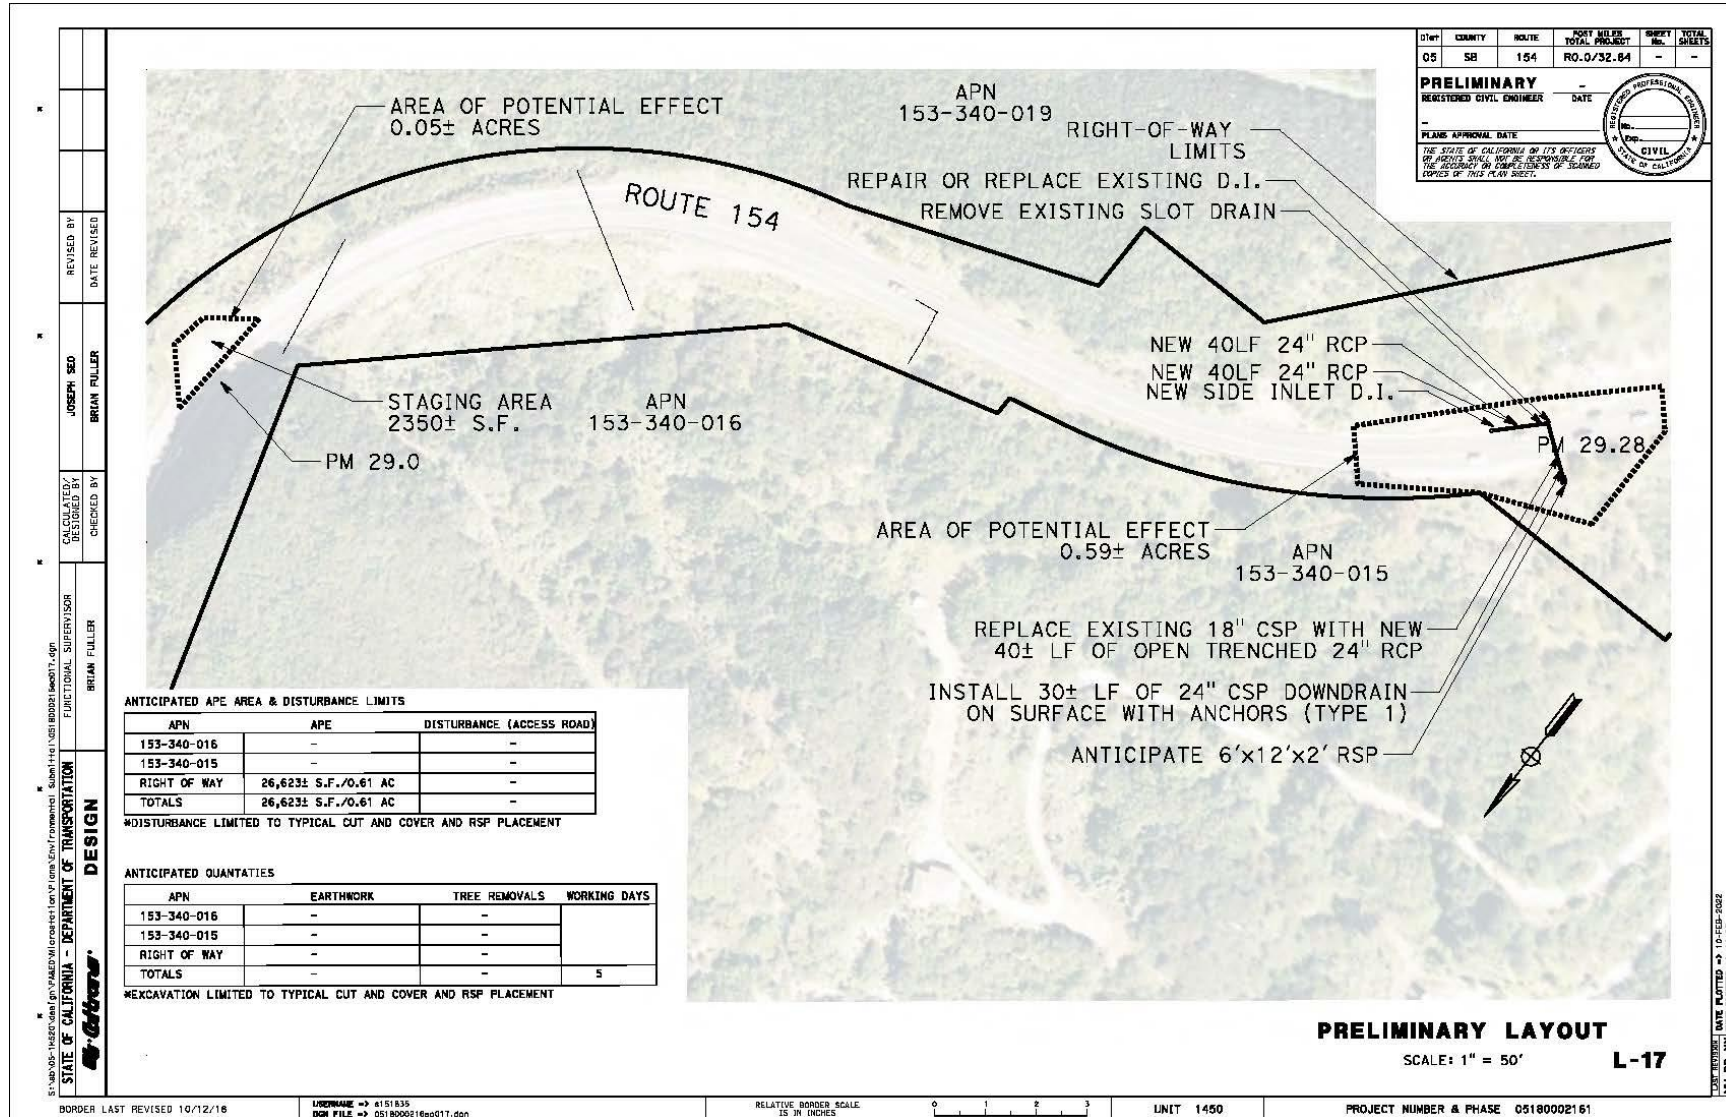 Dist COUNTY ROUTE POST MILES TOTAL PROJECT SHEET No. TOTAL SHEETS
05 SB 154 R0.0/32.84 - -
PRELIMINARY -
REGISTERED CIVIL ENGINEER DATE
-
PLANS APPROVAL DATE
THE STATE OF CALIFORNIA OR ITS OFFICERS
OR AGENTS SHALL NOT BE RESPONSIBLE FOR
THE ACCURACY OR COMPLETENESS OF SCANNED
COPIES OF THIS PLAN SHEET.
REGISTERED PROFESSIONAL ENGINEER
No.
Exp.
CIVIL
STATE OF CALIFORNIA
AREA OF POTENTIAL EFFECT
0.05± ACRES
APN
153-340-019
RIGHT-OF-WAY
LIMITS
REPAIR OR REPLACE EXISTING D.I.
REMOVE EXISTING SLOT DRAIN
ROUTE 154
NEW 40LF 24" RCP
NEW 40LF 24" RCP
NEW SIDE INLET D.I.
STAGING AREA
2350± S.F.
APN
153-340-016
PM 29.0
PM 29.28
AREA OF POTENTIAL EFFECT
0.59± ACRES
APN
153-340-015
REPLACE EXISTING 18" CSP WITH NEW
40± LF OF OPEN TRENCHED 24" RCP
INSTALL 30± LF OF 24" CSP DOWNDRAIN
ON SURFACE WITH ANCHORS (TYPE 1)
ANTICIPATE 6'x12'x2' RSP
ANTICIPATED APE AREA & DISTURBANCE LIMITS
APN APE DISTURBANCE (ACCESS ROAD)
153-340-016 - -
153-340-015 - -
RIGHT OF WAY 26,623± S.F./0.61 AC -
TOTALS 26,623± S.F./0.61 AC -
*DISTURBANCE LIMITED TO TYPICAL CUT AND COVER AND RSP PLACEMENT
ANTICIPATED QUANTATIES
APN EARTHWORK TREE REMOVALS WORKING DAYS
153-340-016 - -
153-340-015 - -
RIGHT OF WAY - -
TOTALS - - 5
*EXCAVATION LIMITED TO TYPICAL CUT AND COVER AND RSP PLACEMENT
PRELIMINARY LAYOUT
SCALE: 1" = 50'
L-17
REVISED BY
DATE REVISED
JOSEPH SEO
BRIAN FULLER
CALCULATED/
DESIGNED BY
CHECKED BY
FUNCTIONAL SUPERVISOR
BRIAN FULLER
STATE OF CALIFORNIA - DEPARTMENT OF TRANSPORTATION
DESIGN
Caltrans
DATE PLOTTED => 10-FEB-2022
LAST REVISION
BORDER LAST REVISED 10/12/18
USERNAME => s151835
DGN FILE =>
RELATIVE BORDER SCALE
IS IN INCHES
0 1 2 3
UNIT 1450
PROJECT NUMBER & PHASE 05180002161